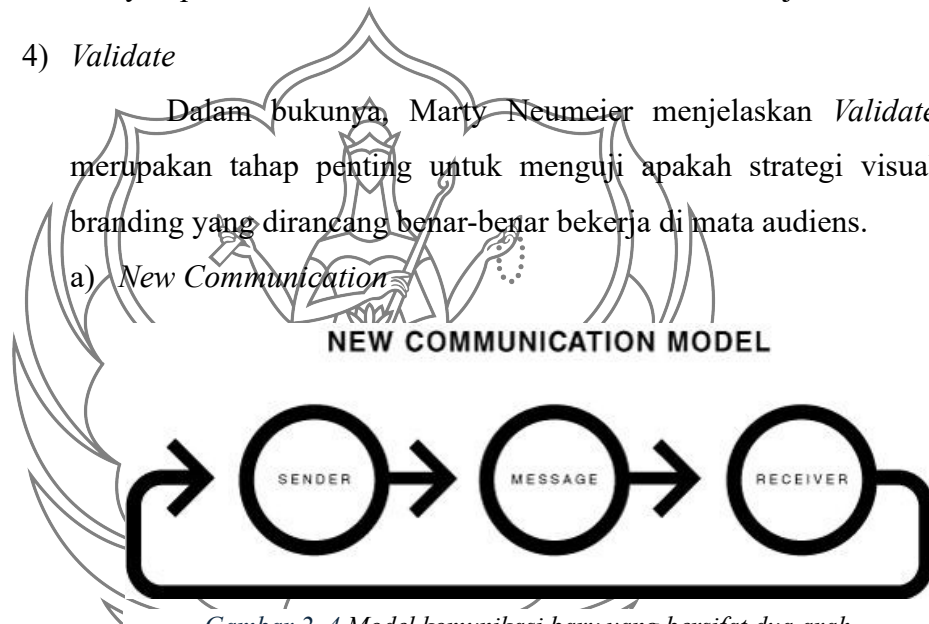 4) Validate
Dalam bukunya, Marty Neumeier menjelaskan Validate
merupakan tahap penting untuk menguji apakah strategi visua
branding yang dirancang benar-benar bekerja di mata audiens.
a) New Communication
NEW COMMUNICATION MODEL
SENDER MESSAGE RECEIVER
Gambar 2. 4 Model komunikasi baru yang bersifat dua arah